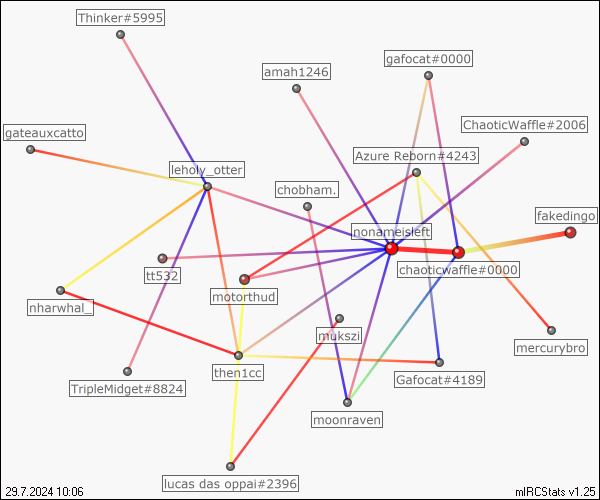 Thinker#5995
gafocat#0000
amah1246
ChaoticWaffle#2006
gateauxcatto
Azure Reborn#4243
leholy_otter
chobham.
fakedingo
nonameisleft
chaoticwaffle#0000
tt532
motorthud
nharwhal_
mukszi
mercurybro
then1cc
Gafocat#4189
TripleMidget#8824
moonraven
lucas das oppai#2396
29.7.2024 10:06
mIRCStats v1.25